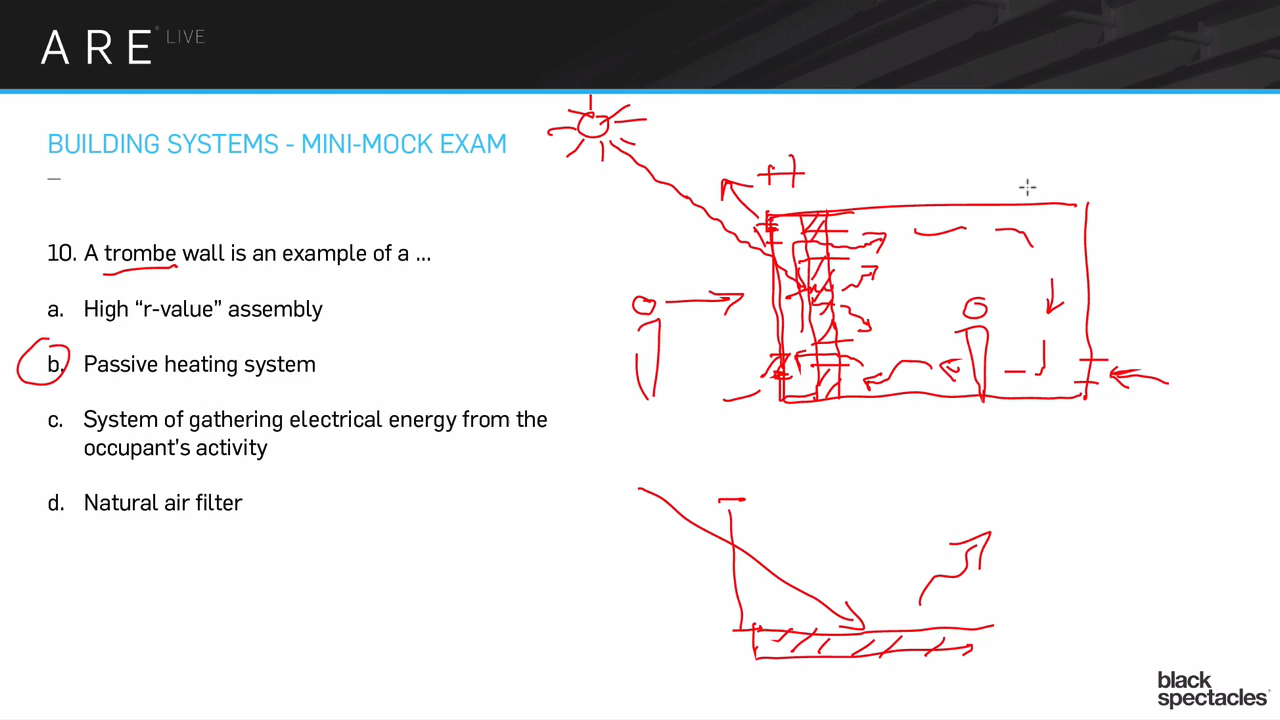 ARE® LIVE
BUILDING SYSTEMS - MINI-MOCK EXAM
10. A trombe wall is an example of a ...
a. High “r-value” assembly
b. Passive heating system
c. System of gathering electrical energy from the
occupant's activity
d. Natural air filter
black
spectacles